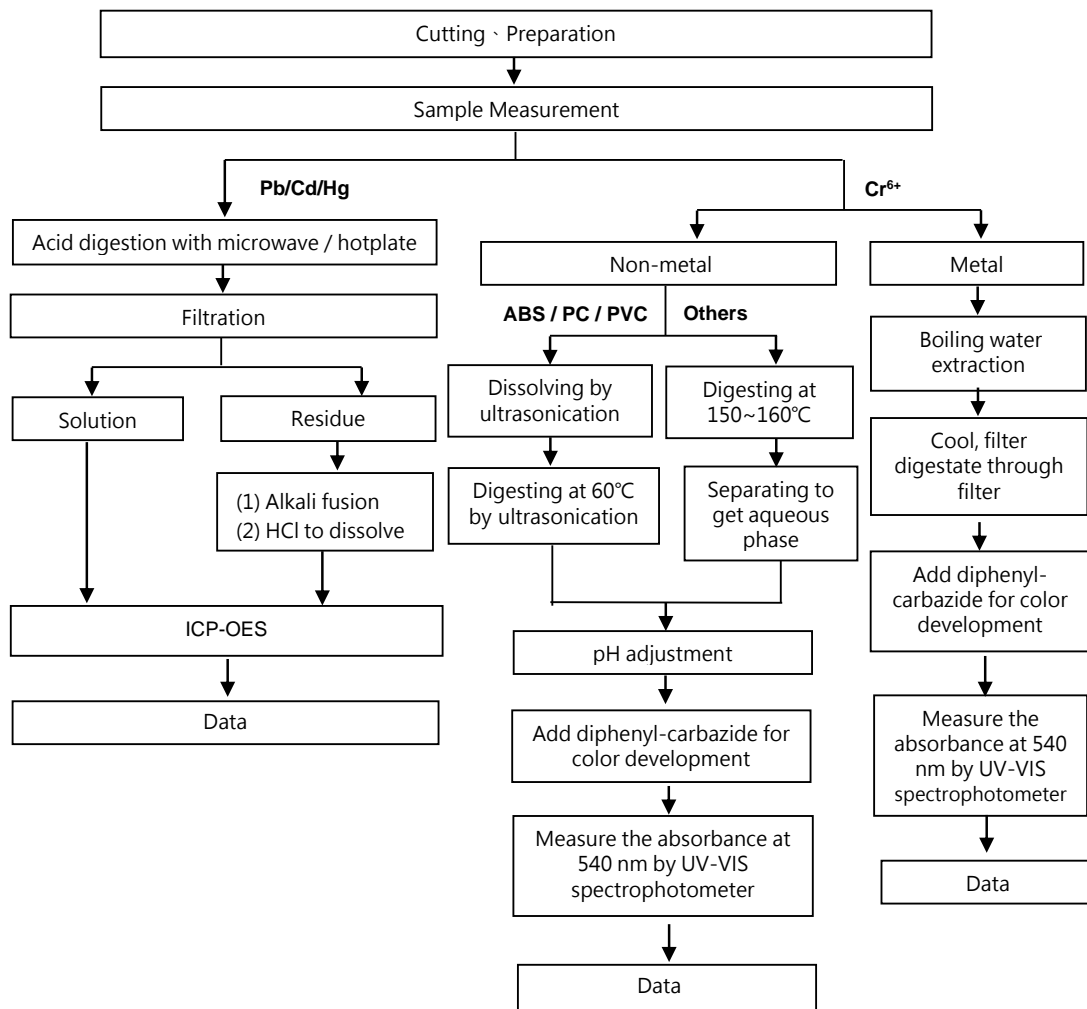 Cutting、Preparation
Sample Measurement
Pb/Cd/Hg
Cr⁶⁺
Acid digestion with microwave / hotplate
Filtration
Solution
Residue
(1) Alkali fusion
(2) HCl to dissolve
ICP-OES
Data
Non-metal
ABS / PC / PVC
Others
Dissolving by
ultrasonication
Digesting at 60℃
by ultrasonication
Digesting at
150~160℃
Separating to
get aqueous
phase
pH adjustment
Add diphenyl-carbazide for
color development
Measure the absorbance at
540 nm by UV-VIS
spectrophotometer
Data
Metal
Boiling water
extraction
Cool, filter
digestate through
filter
Add diphenyl-
carbazide for color
development
Measure the
absorbance at 540
nm by UV-VIS
spectrophotometer
Data